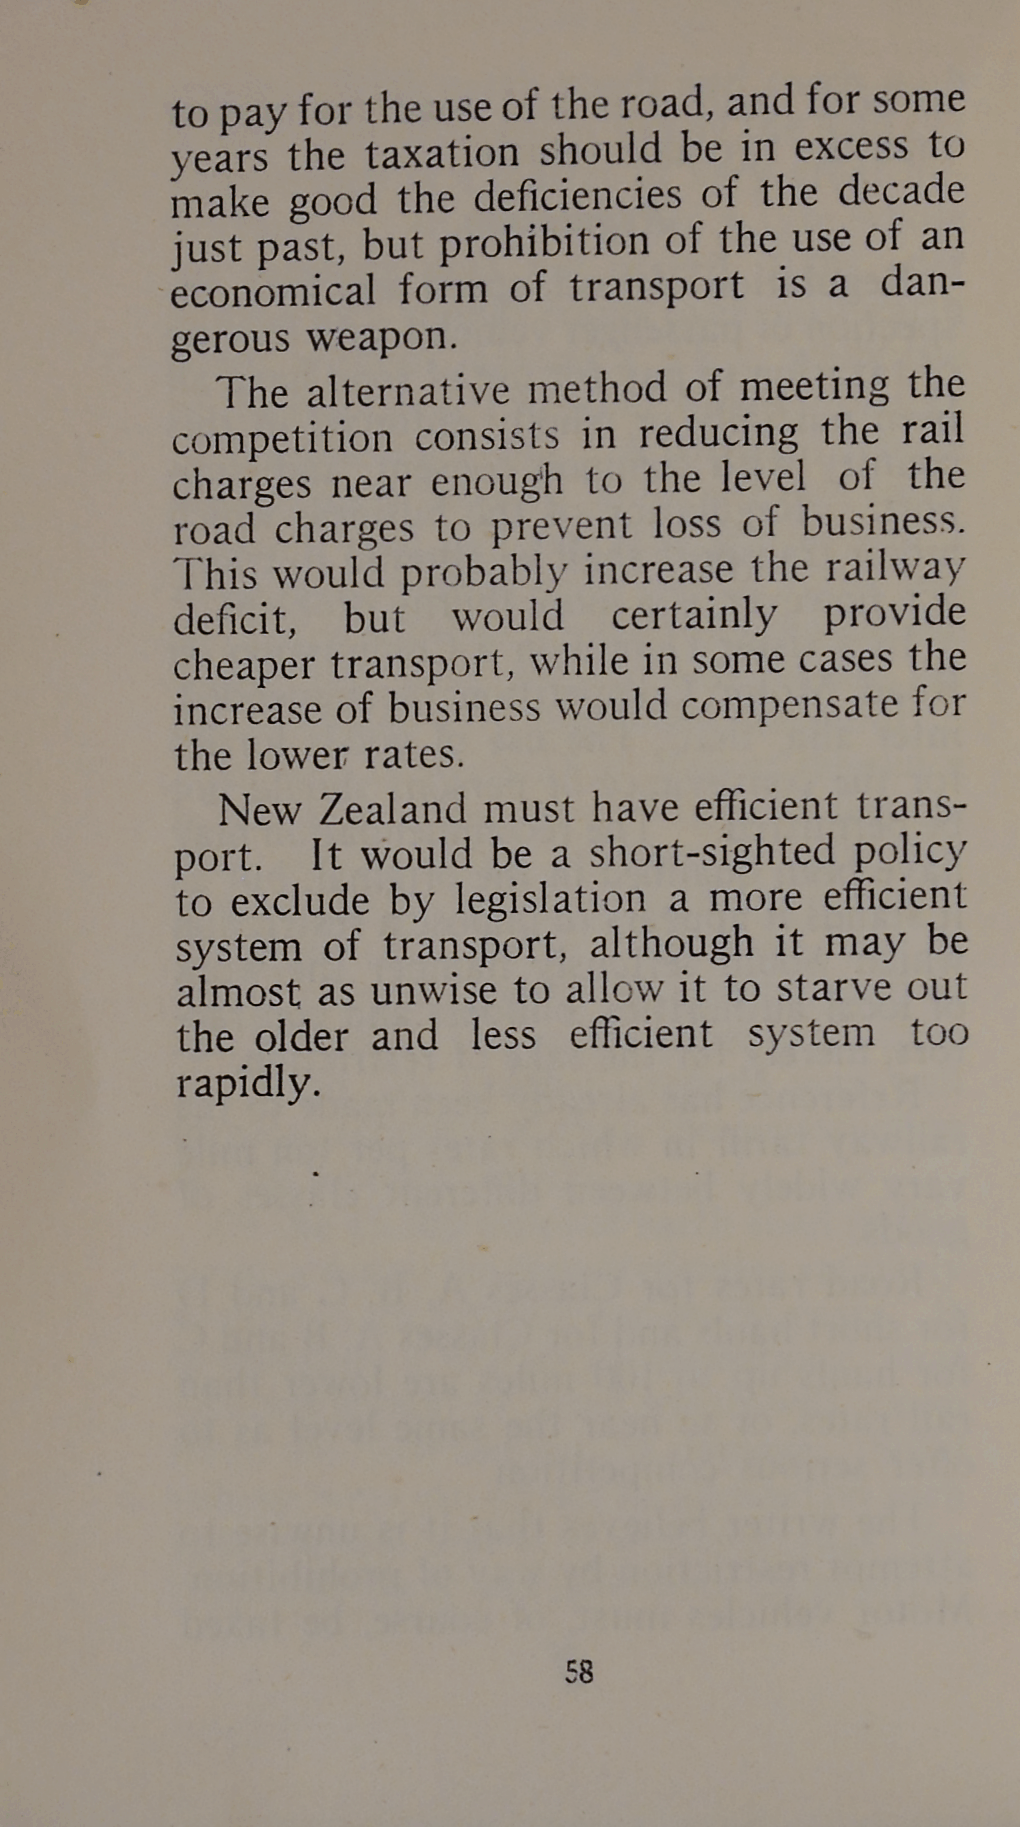 to pay for the use of the road, and for some
years the taxation should be in excess to
make good the deficiencies of the decade
just past, but prohibition of the use of an
economical form of transport is a dan-
gerous weapon.
The alternative method of meeting the
competition consists in reducing the rail
charges near enough to the level of the
road charges to prevent loss of business.
This would probably increase the railway
deficit, but would certainly provide
cheaper transport, while in some cases the
increase of business would compensate for
the lower rates.
New Zealand must have efficient trans-
port. It would be a short-sighted policy
to exclude by legislation a more efficient
system of transport, although it may be
almost as unwise to allow it to starve out
the older and less efficient system too
rapidly.
58